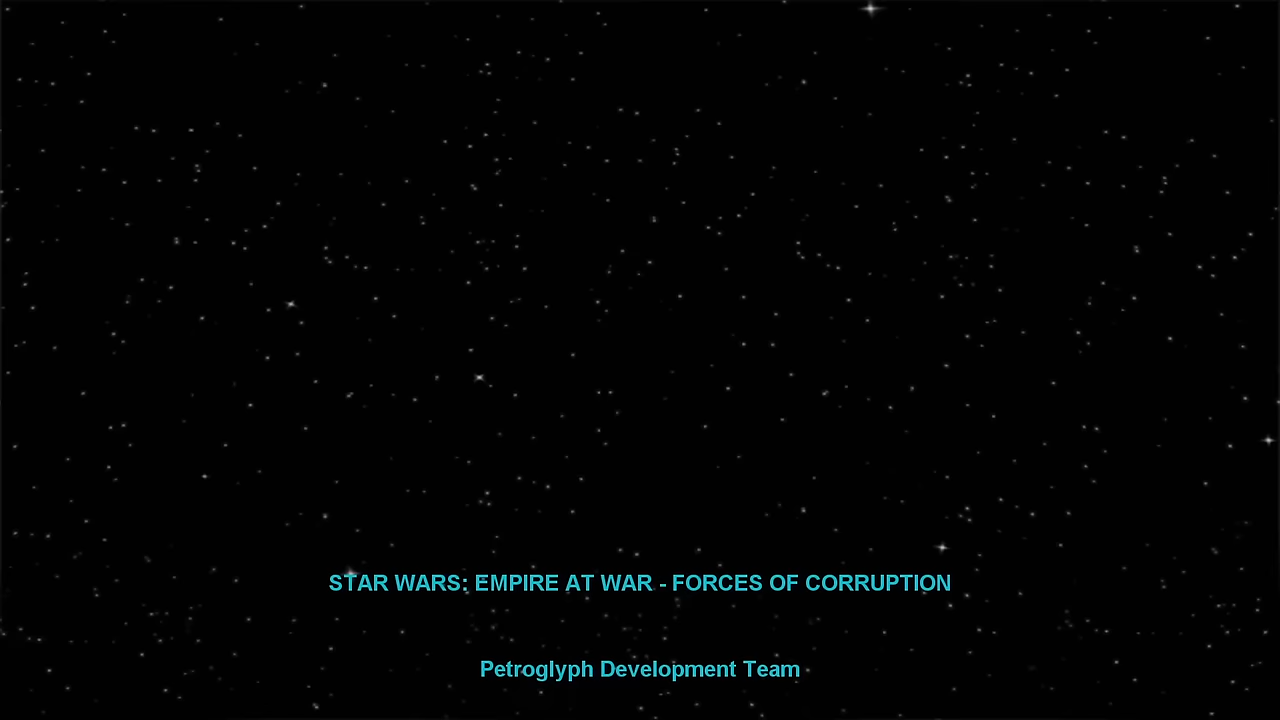 STAR WARS: EMPIRE AT WAR - FORCES OF CORRUPTION
Petroglyph Development Team